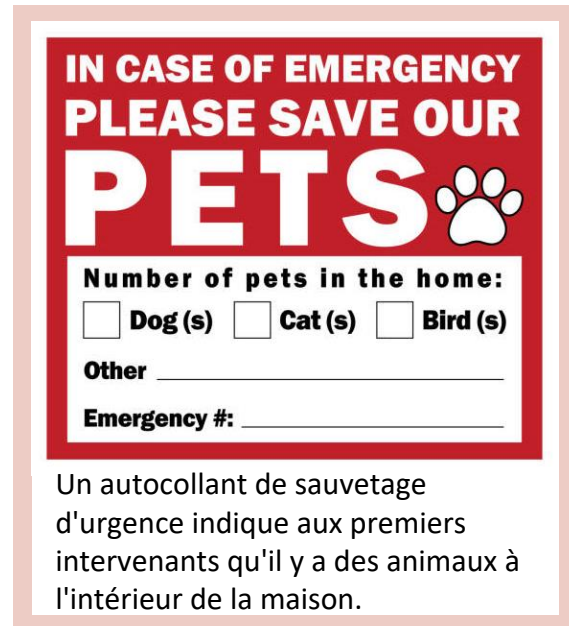 IN CASE OF EMERGENCY
PLEASE SAVE OUR
PETS
Number of pets in the home:
Dog (s) Cat (s) Bird (s)
Other
Emergency #:
Un autocollant de sauvetage
d'urgence indique aux premiers
intervenants qu'il y a des animaux à
l'intérieur de la maison.